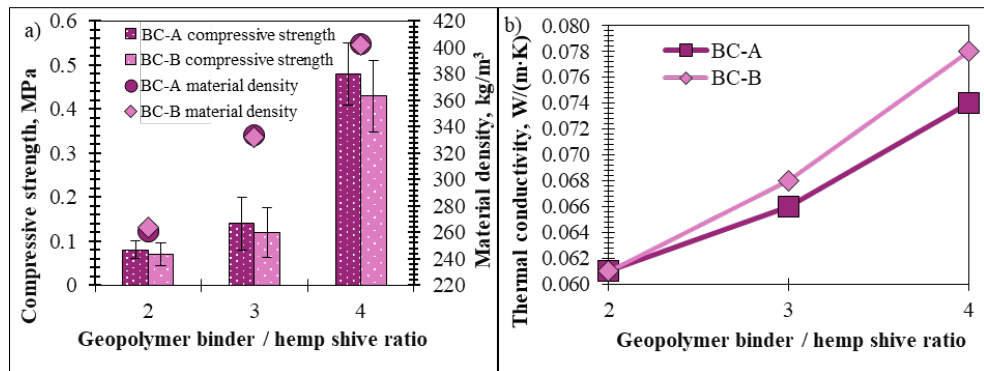 a)
Compressive strength, MPa
0.6
0.5
0.4
0.3
0.2
0.1
0
BC-A compressive strength
BC-B compressive strength
BC-A material density
BC-B material density
420
400
380
360
340
320
300
280
260
240
220
Material density, kg/m³
2 3 4
Geopolymer binder / hemp shive ratio
b)
Thermal conductivity, W/(m·K)
0.080
0.078
0.076
0.074
0.072
0.070
0.068
0.066
0.064
0.062
0.060
BC-A
BC-B
2 3 4
Geopolymer binder / hemp shive ratio